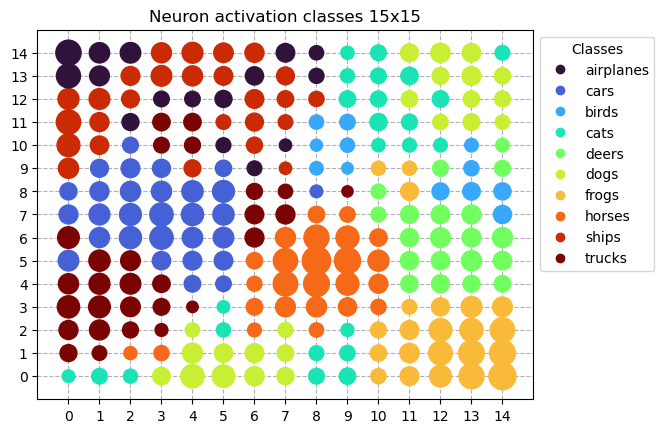 Neuron activation classes 15x15
14
13
12
11
10
9
8
7
6
5
4
3
2
1
0
0 1 2 3 4 5 6 7 8 9 10 11 12 13 14
Classes
airplanes
cars
birds
cats
deers
dogs
frogs
horses
ships
trucks